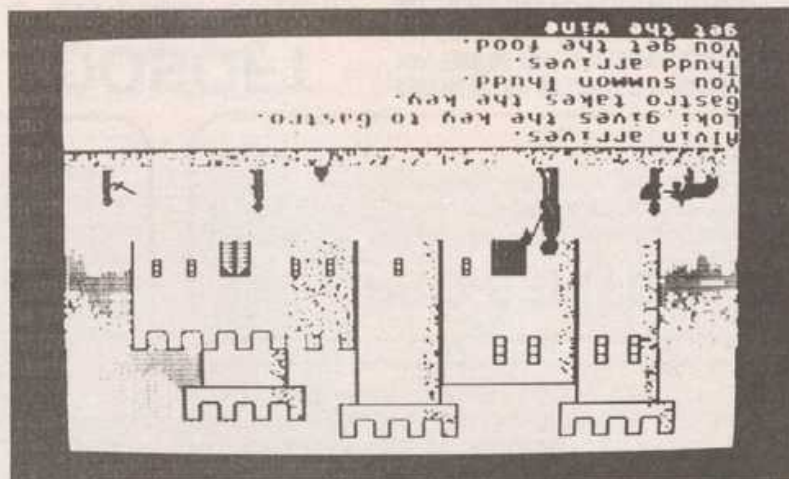 Alvin arrives.
Loki gives the key to Gastro.
Gastro takes the key.
You summon Thudd.
Thudd arrives.
You get the food.
get the wine